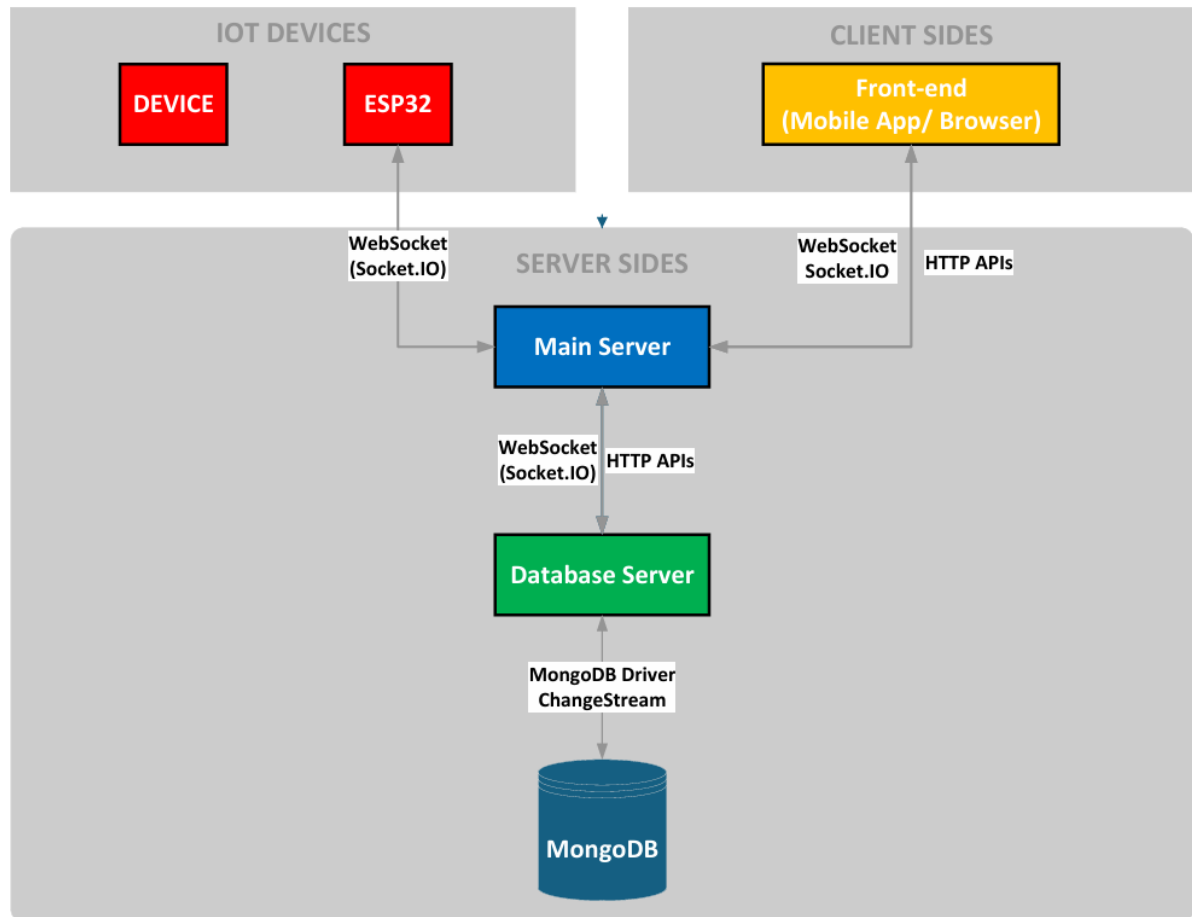 IOT DEVICES
CLIENT SIDES
DEVICE
ESP32
Front-end
(Mobile App/ Browser)
WebSocket
(Socket.IO)
WebSocket
Socket.IO
HTTP APIs
SERVER SIDES
Main Server
WebSocket
(Socket.IO)
HTTP APIs
Database Server
MongoDB Driver
ChangeStream
MongoDB